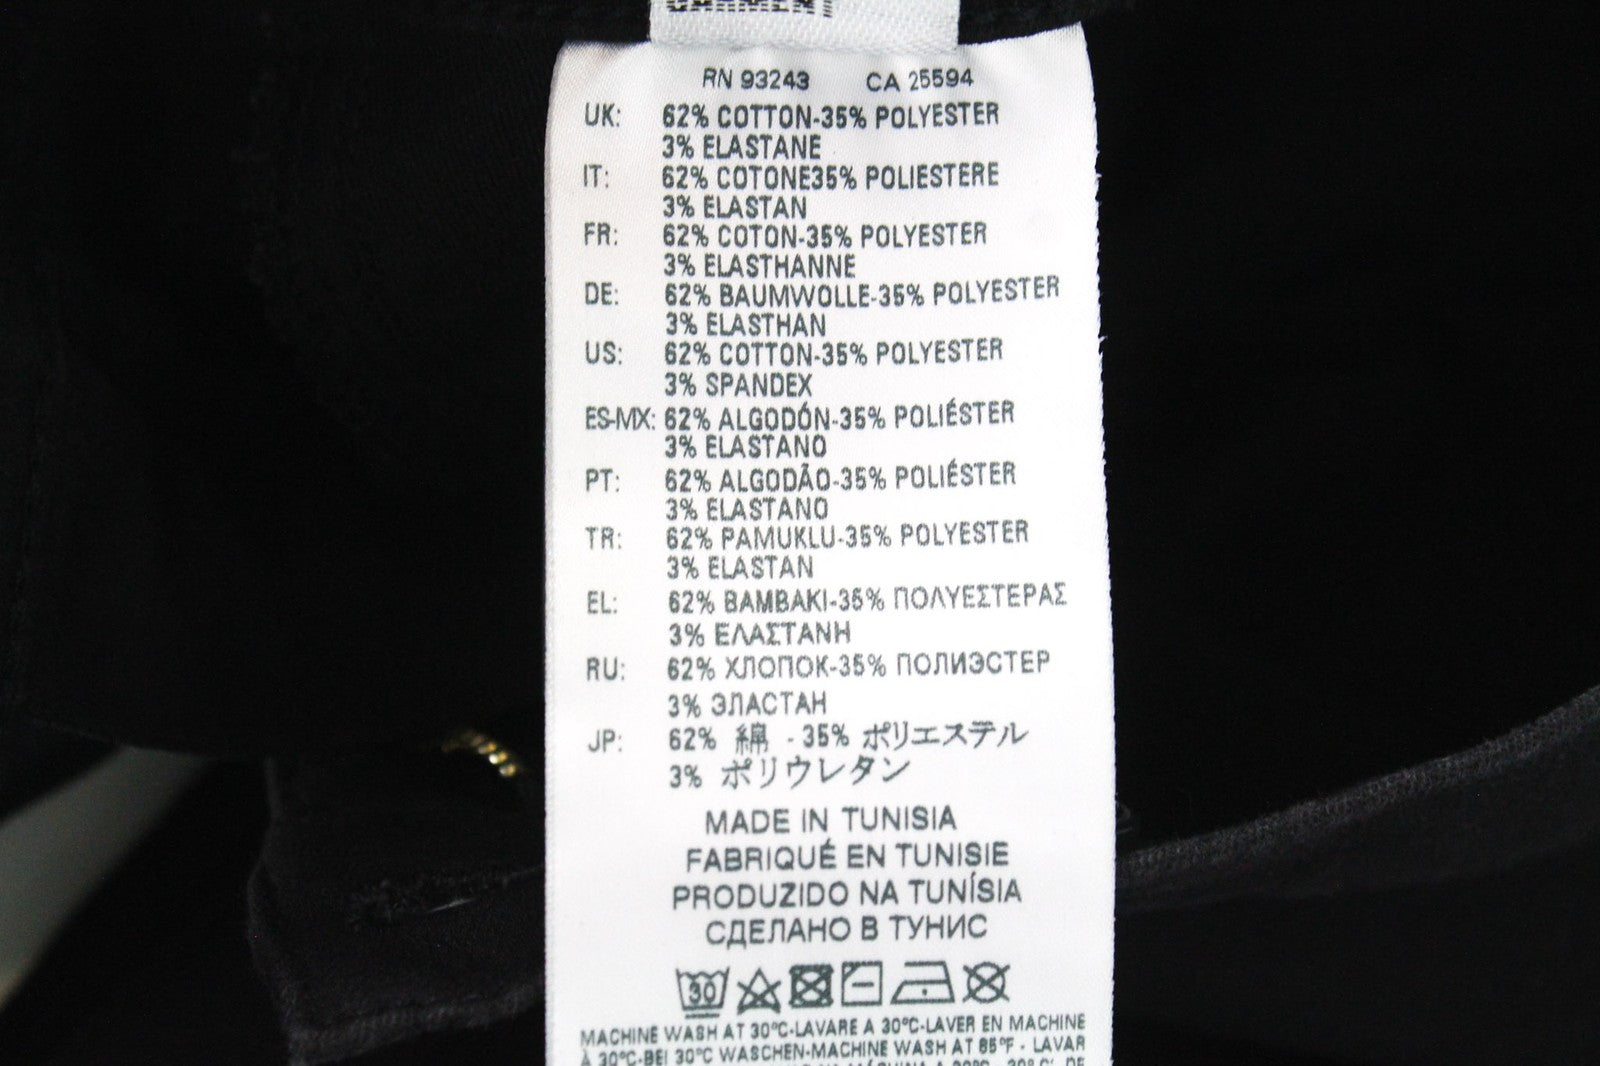 GARMENT
RN 93243 CA 25594
UK: 62% COTTON-35% POLYESTER
3% ELASTANE
IT: 62% COTONE35% POLIESTERE
3% ELASTAN
FR: 62% COTON-35% POLYESTER
3% ELASTHANNE
DE: 62% BAUMWOLLE-35% POLYESTER
3% ELASTHAN
US: 62% COTTON-35% POLYESTER
3% SPANDEX
ES-MX: 62% ALGODÓN-35% POLIÉSTER
3% ELASTANO
PT: 62% ALGODÃO-35% POLIÉSTER
3% ELASTANO
TR: 62% PAMUKLU-35% POLYESTER
3% ELASTAN
EL: 62% ΒΑΜΒΑΚΙ-35% ΠΟΛΥΕΣΤΕΡΑΣ
3% ΕΛΑΣΤΑΝΗ
RU: 62% ХЛОПОК-35% ПОЛИЭСТЕР
3% ЭЛАСТАН
JP: 62% 綿 - 35% ポリエステル
3% ポリウレタン
MADE IN TUNISIA
FABRIQUÉ EN TUNISIE
PRODUZIDO NA TUNÍSIA
СДЕЛАНО В ТУНИС
30
MACHINE WASH AT 30°C-LAVARE A 30°C-LAVER EN MACHINE
À 30°C-BEI 30°C WASCHEN-MACHINE WASH AT 85°F - LAVAR